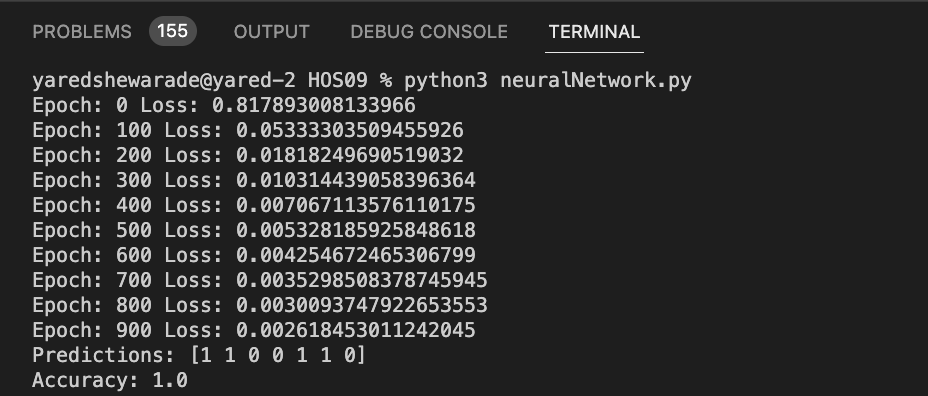 PROBLEMS 155 OUTPUT DEBUG CONSOLE TERMINAL
yaredshewarade@yared-2 HOS09 % python3 neuralNetwork.py
Epoch: 0 Loss: 0.817893008133966
Epoch: 100 Loss: 0.05333303509455926
Epoch: 200 Loss: 0.01818249690519032
Epoch: 300 Loss: 0.010314439058396364
Epoch: 400 Loss: 0.007067113576110175
Epoch: 500 Loss: 0.005328185925848618
Epoch: 600 Loss: 0.004254672465306799
Epoch: 700 Loss: 0.0035298508378745945
Epoch: 800 Loss: 0.0030093747922653553
Epoch: 900 Loss: 0.002618453011242045
Predictions: [1 1 0 0 1 1 0]
Accuracy: 1.0